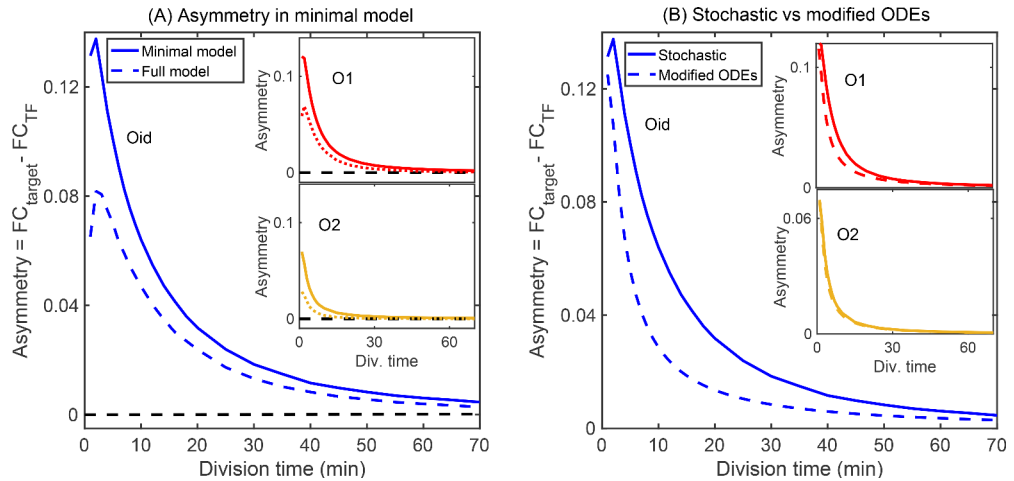 (A) Asymmetry in minimal model
Asymmetry = FC_target - FC_TF
0.12
0.08
0.04
0
Minimal model
Full model
Oid
Asymmetry
0.1
0
O1
Asymmetry
0.1
0
O2
0 30 60
Div. time
0 10 20 30 40 50 60 70
Division time (min)
(B) Stochastic vs modified ODEs
Asymmetry = FC_target - FC_TF
0.12
0.08
0.04
0
Stochastic
Modified ODEs
Oid
Asymmetry
0.1
0
O1
Asymmetry
0.06
0
O2
0 30 60
Div. time
0 10 20 30 40 50 60 70
Division time (min)